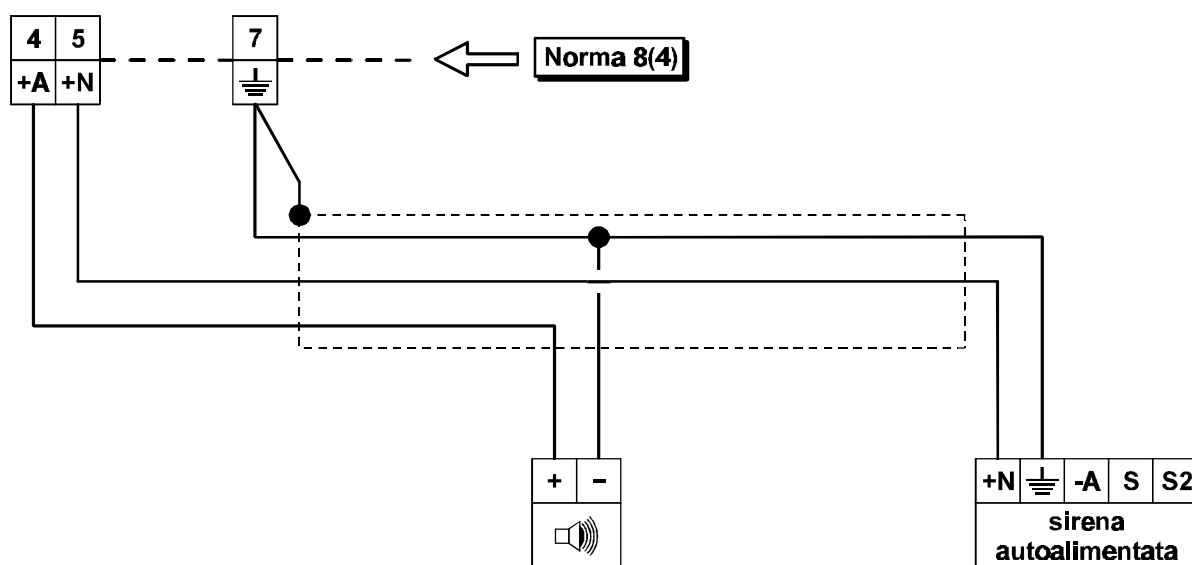 4 5 7
Norma 8(4)
+A +N
+ −
+N -A S S2
sirena
autoalimentata